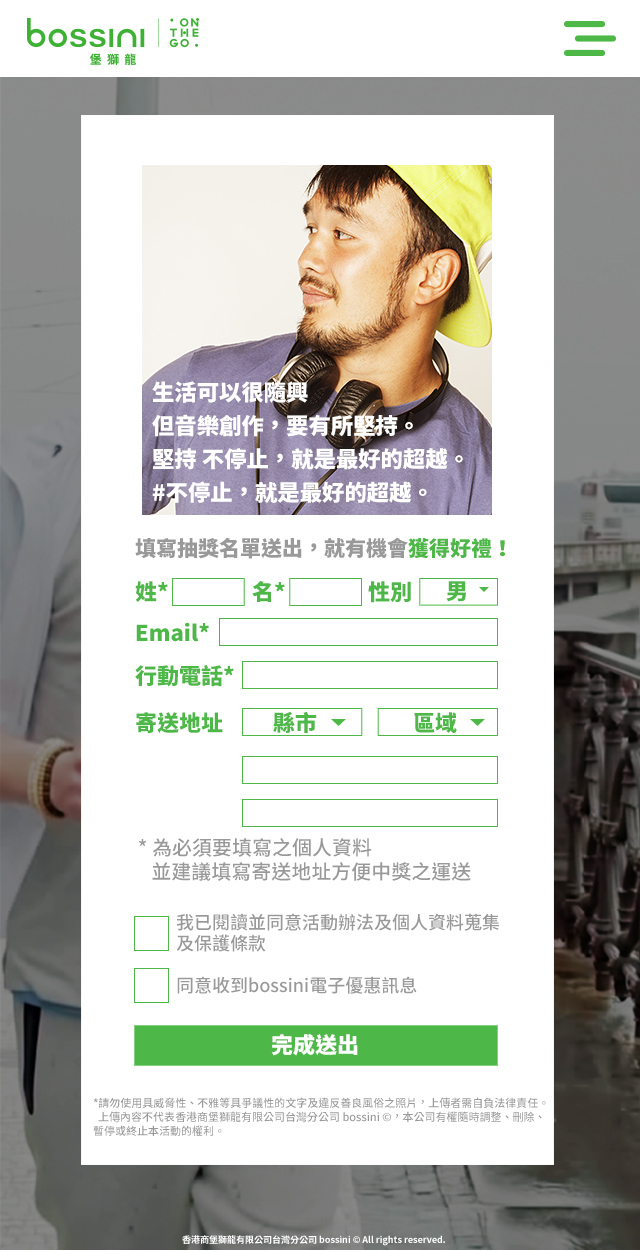 bossini
堡獅龍
ON
THE
GO
生活可以很隨興
但音樂創作，要有所堅持。
堅持 不停止，就是最好的超越。
#不停止，就是最好的超越。
填寫抽獎名單送出，就有機會獲得好禮！
姓* 名* 性別 男
Email*
行動電話*
寄送地址 縣市 區域
* 為必須要填寫之個人資料
並建議填寫寄送地址方便中獎之運送
我已閱讀並同意活動辦法及個人資料蒐集
及保護條款
同意收到bossini電子優惠訊息
完成送出
*請勿使用具威脅性、不雅等具爭議性的文字及違反善良風俗之照片，上傳者需自負法律責任。
上傳內容不代表香港商堡獅龍有限公司台灣分公司 bossini ©，本公司有權隨時調整、刪除、
暫停或終止本活動的權利。
香港商堡獅龍有限公司台灣分公司 bossini © All rights reserved.